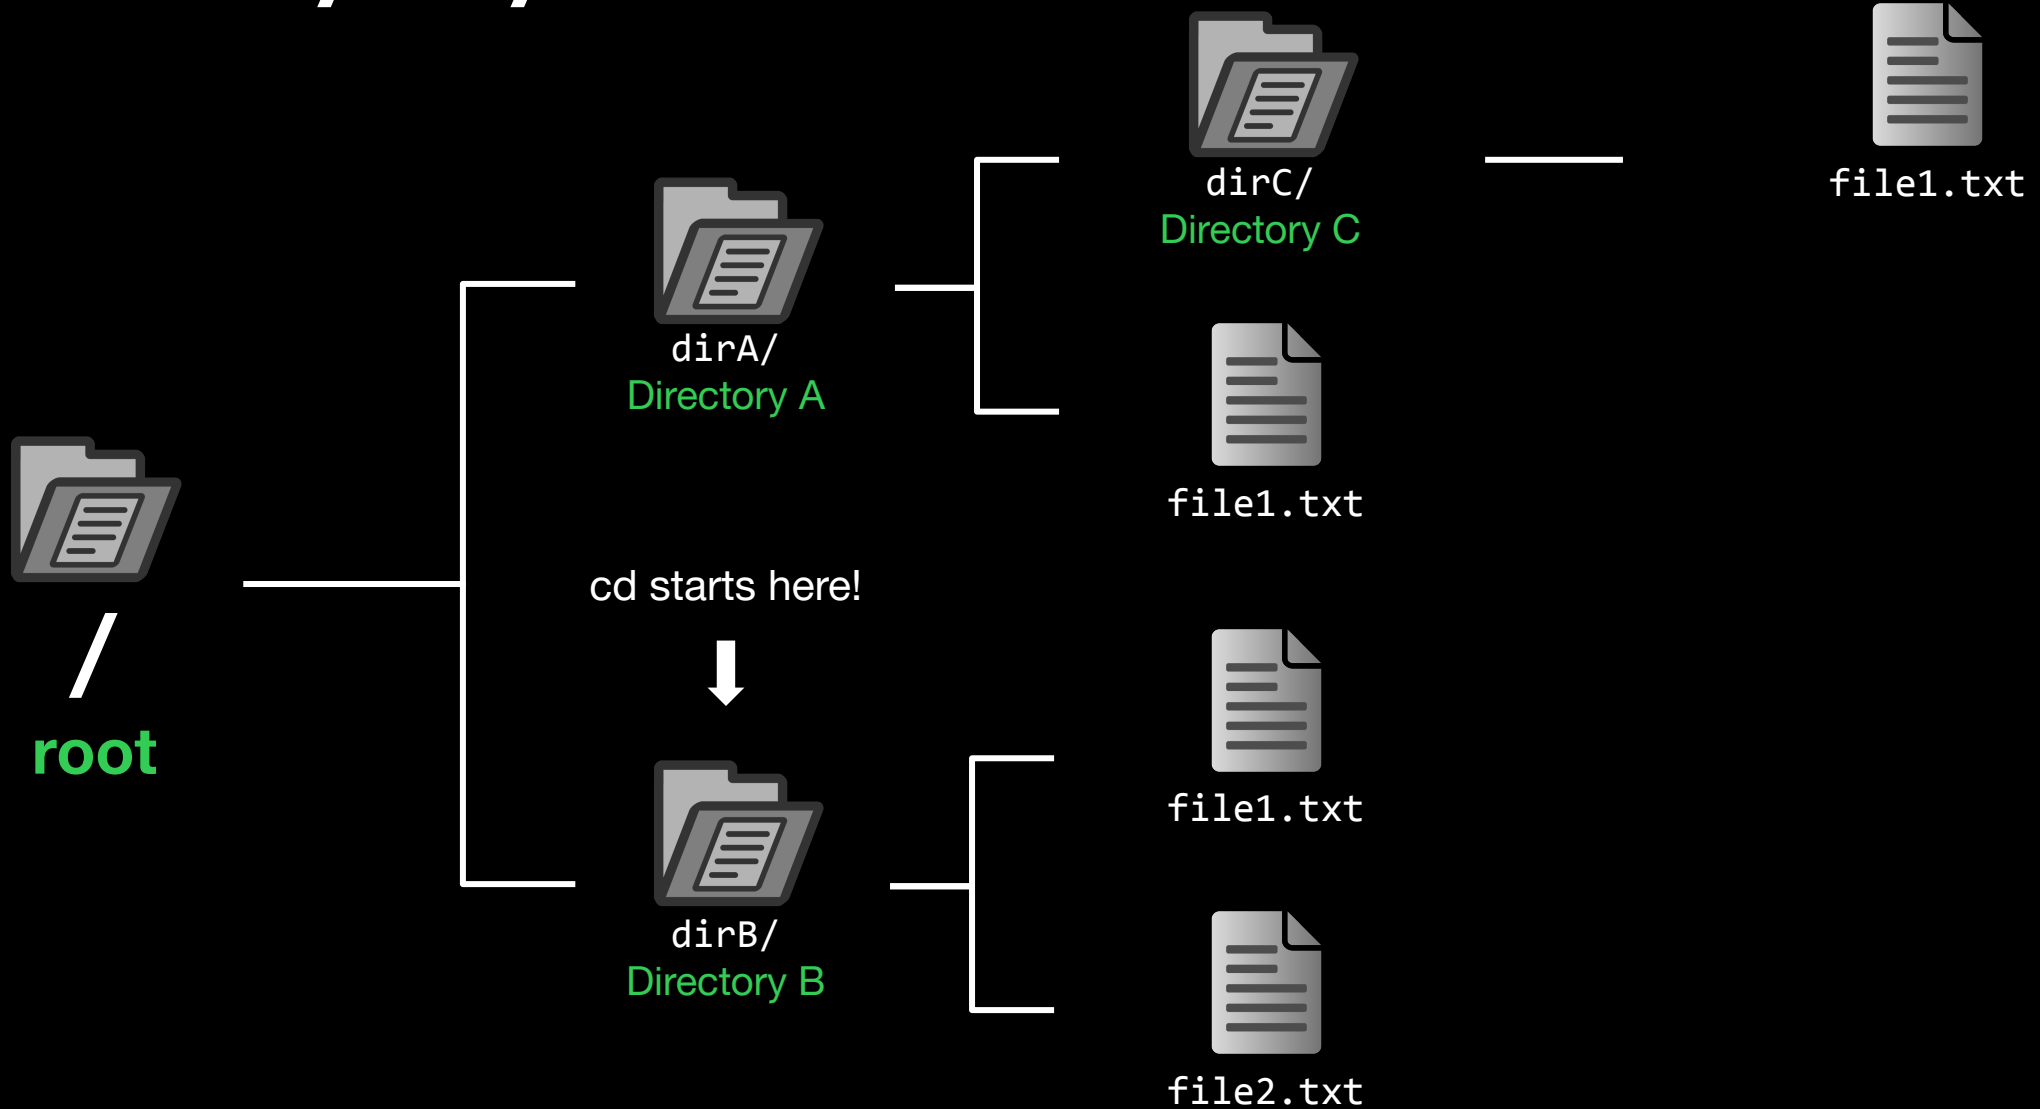 dirC/
Directory C
file1.txt
dirA/
Directory A
file1.txt
/
root
cd starts here!
dirB/
Directory B
file1.txt
file2.txt